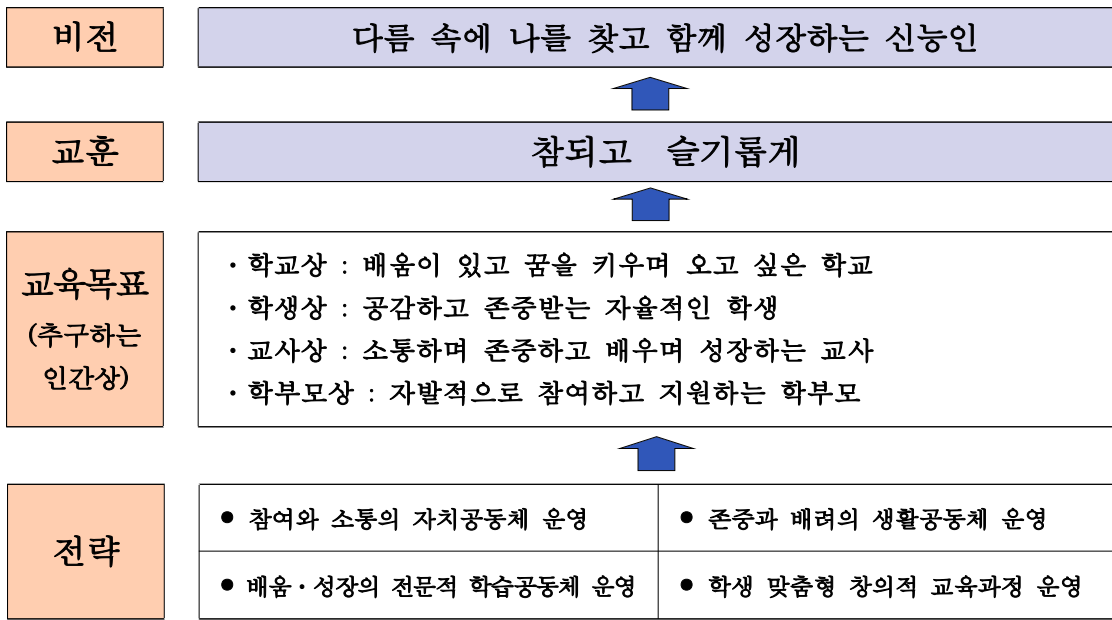 비전
다름 속에 나를 찾고 함께 성장하는 신능인
교훈
참되고 슬기롭게
교육목표
(추구하는
인간상)
· 학교상 : 배움이 있고 꿈을 키우며 오고 싶은 학교
· 학생상 : 공감하고 존중받는 자율적인 학생
· 교사상 : 소통하며 존중하고 배우며 성장하는 교사
· 학부모상 : 자발적으로 참여하고 지원하는 학부모
전략
● 참여와 소통의 자치공동체 운영
● 존중과 배려의 생활공동체 운영
● 배움·성장의 전문적 학습공동체 운영
● 학생 맞춤형 창의적 교육과정 운영